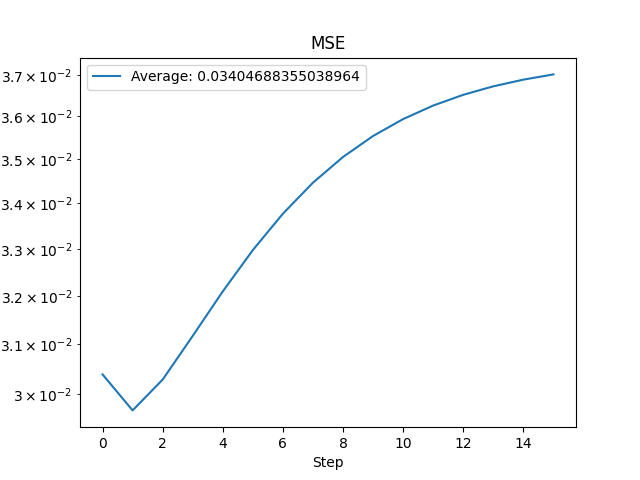 MSE
Average: 0.03404688355038964
3.7 × 10⁻²
3.6 × 10⁻²
3.5 × 10⁻²
3.4 × 10⁻²
3.3 × 10⁻²
3.2 × 10⁻²
3.1 × 10⁻²
3 × 10⁻²
0 2 4 6 8 10 12 14
Step